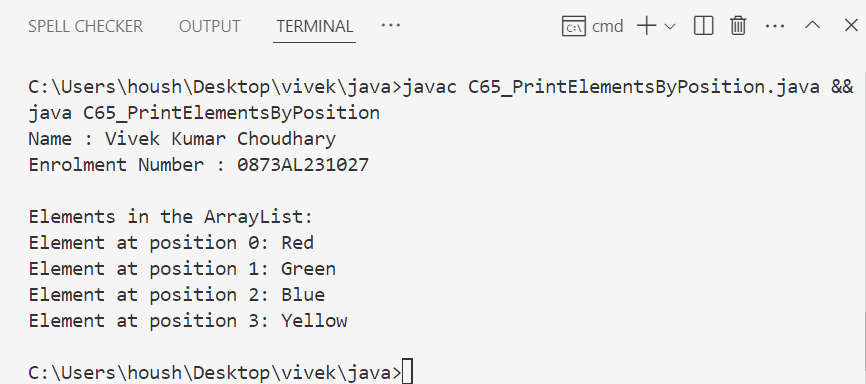 SPELL CHECKER OUTPUT TERMINAL ··· cmd
C:\Users\housh\Desktop\vivek\java>javac C65_PrintElementsByPosition.java &&
java C65_PrintElementsByPosition
Name : Vivek Kumar Choudhary
Enrolment Number : 0873AL231027
Elements in the ArrayList:
Element at position 0: Red
Element at position 1: Green
Element at position 2: Blue
Element at position 3: Yellow
C:\Users\housh\Desktop\vivek\java>